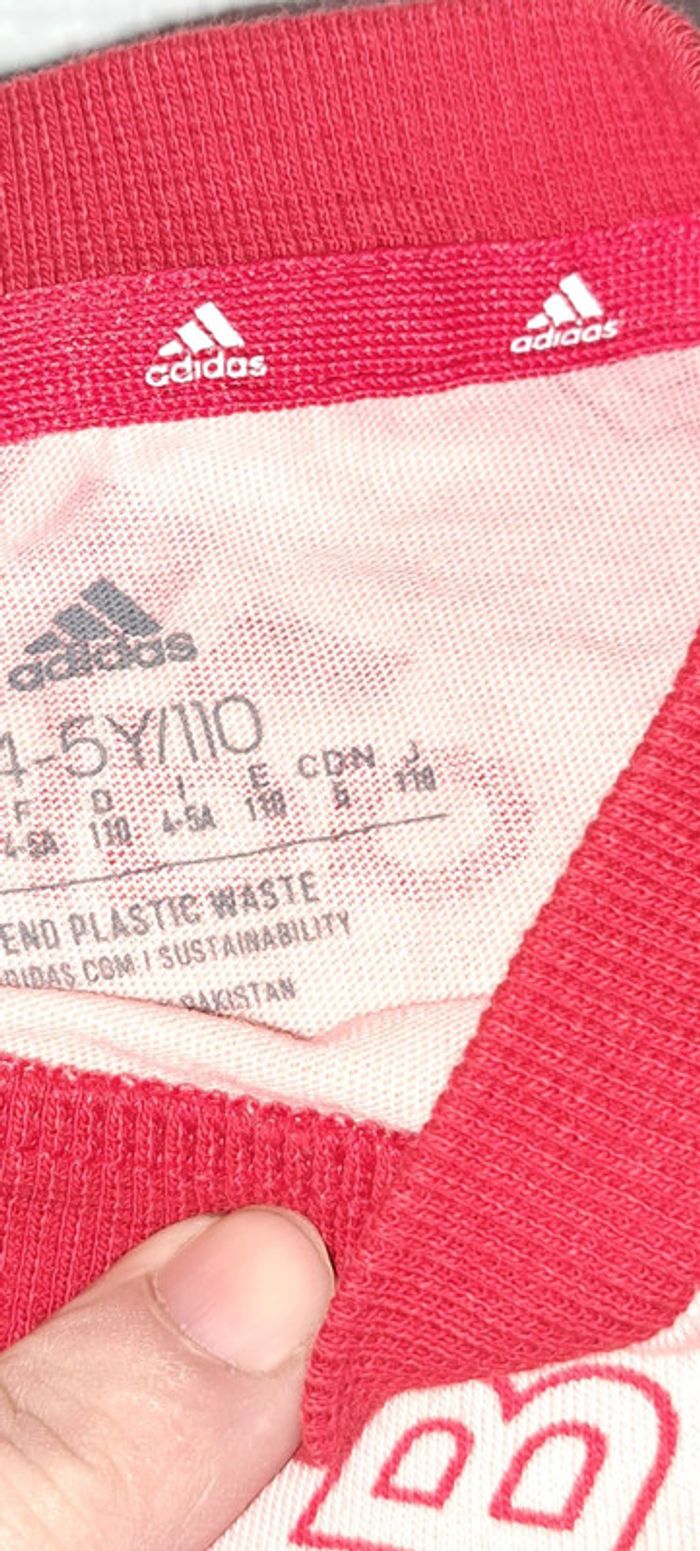 adidas adidas
adidas
4-5Y/110
F D I E CDN J
4-5A 110 4-5A 110 5 110
END PLASTIC WASTE
ADIDAS.COM / SUSTAINABILITY
PAKISTAN
B